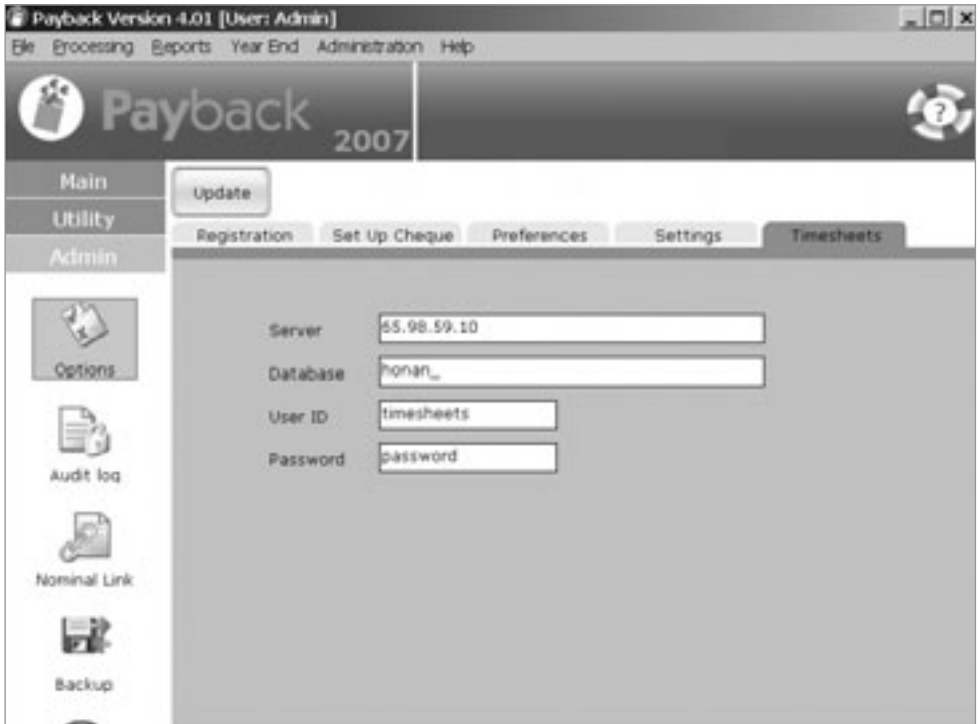 Payback Version 4.01 [User: Admin]
File Processing Reports Year End Administration Help
Payback 2007
?
Main
Update
Utility
Registration Set Up Cheque Preferences Settings Timesheets
Admin
Server 65.98.59.10
Options
Database honan_
User ID timesheets
Password password
Audit log
Nominal Link
Backup